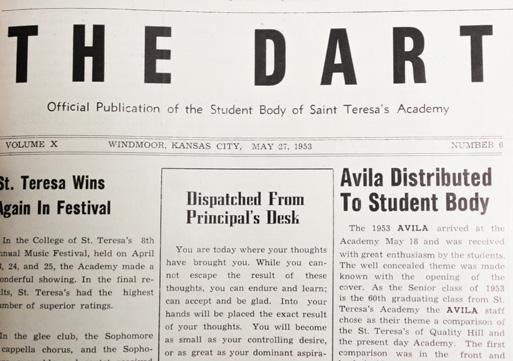 THE DART
Official Publication of the Student Body of Saint Teresa's Academy
VOLUME X WINDMOOR, KANSAS CITY, MAY 27, 1953 NUMBER 6
St. Teresa Wins
Again In Festival
In the College of St. Teresa's 8th
nnual Music Festival, held on April
3, 24, and 25, the Academy made a
onderful showing. In the final re-
lts, St. Teresa's had the highest
umber of superior ratings.
In the glee club, the Sophomore
cappella chorus, and the Sopho-
Dispatched From
Principal's Desk
You are today where your thoughts
have brought you. While you can-
not escape the result of these
thoughts, you can endure and learn;
can accept and be glad. Into your
hands will be placed the exact result
of your thoughts. You will become
as small as your controlling desire,
or as great as your dominant aspira-
Avila Distributed
To Student Body
The 1953 AVILA arrived at the
Academy May 18 and was received
with great enthusiasm by the students.
The well concealed theme was made
known with the opening of the
cover. As the Senior class of 1953
is the 60th graduating class from St.
Teresa's Academy the AVILA staff
chose as their theme a comparison of
the St. Teresa's of Quality Hill and
the present day Academy. The first
comparison was in the front and